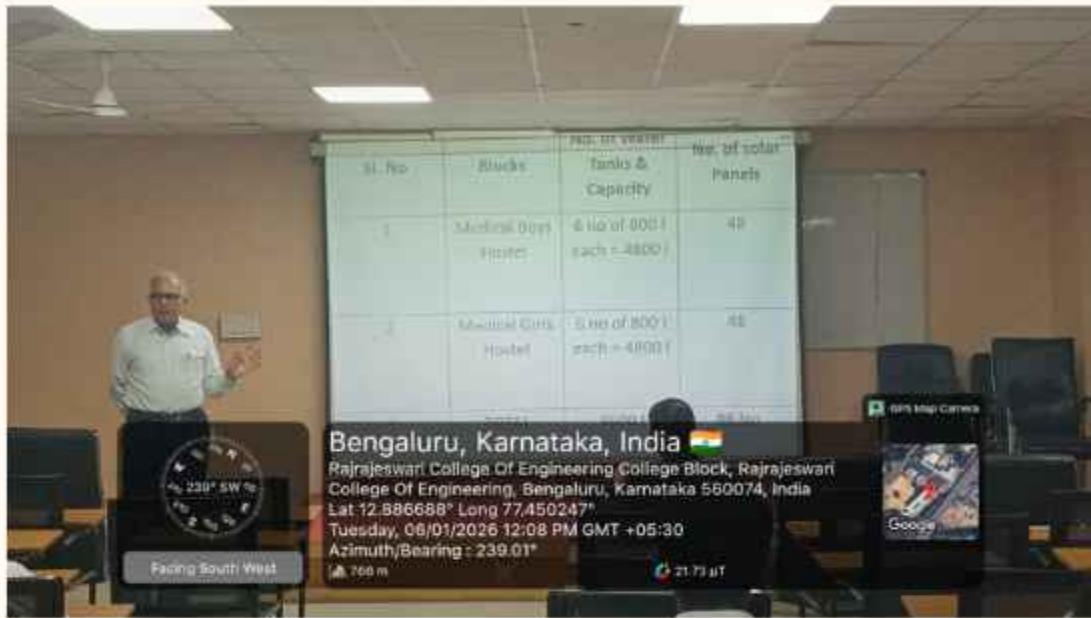 No. of Water
Sl. No Blocks Tanks & No. of solar
Capacity Panels
1 Medical Boys 6 no of 800 l 48
Hostel each = 4800 l
2 Medical Girls 6 no of 800 l 48
Hostel each = 4800 l
TOTAL
GPS Map Camera
Bengaluru, Karnataka, India
Rajrajeswari College Of Engineering College Block, Rajrajeswari
College Of Engineering, Bengaluru, Karnataka 560074, India
Lat 12.886688° Long 77.450247°
Tuesday, 06/01/2026 12:08 PM GMT +05:30
Azimuth/Bearing : 239.01°
766 m 21.73 µT
239° SW
Facing South West
Google